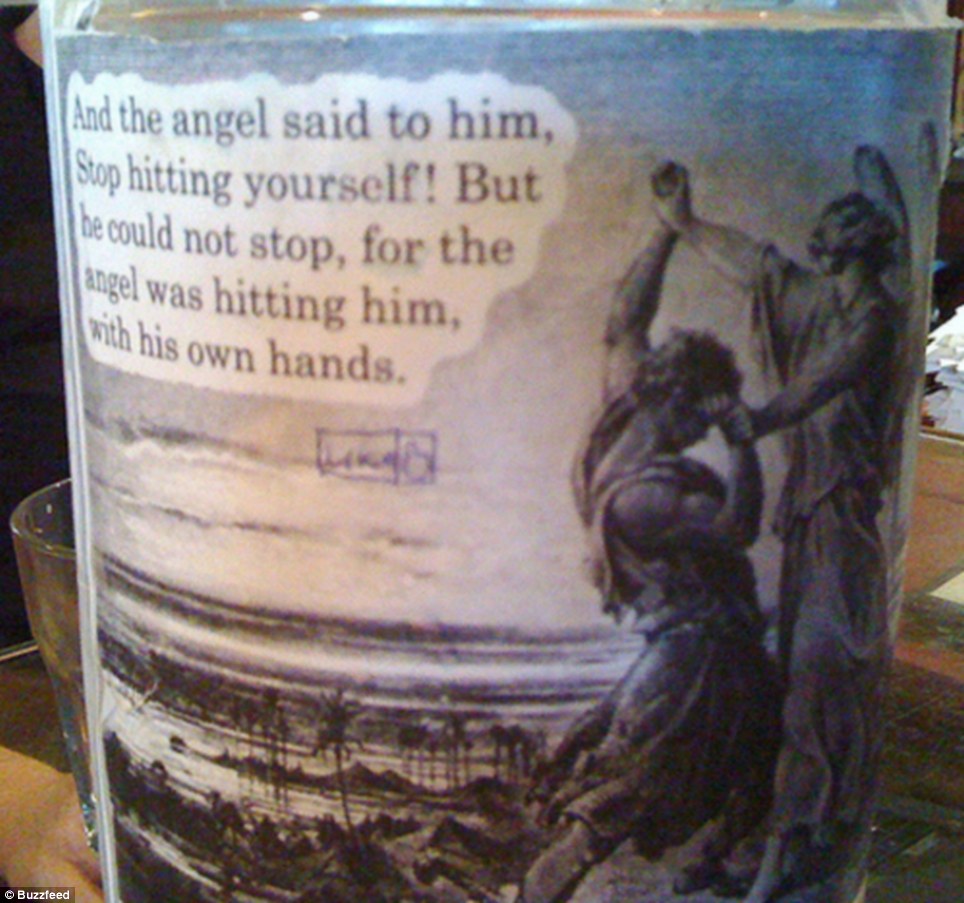 And the angel said to him,
Stop hitting yourself! But
he could not stop, for the
angel was hitting him,
with his own hands.
© Buzzfeed